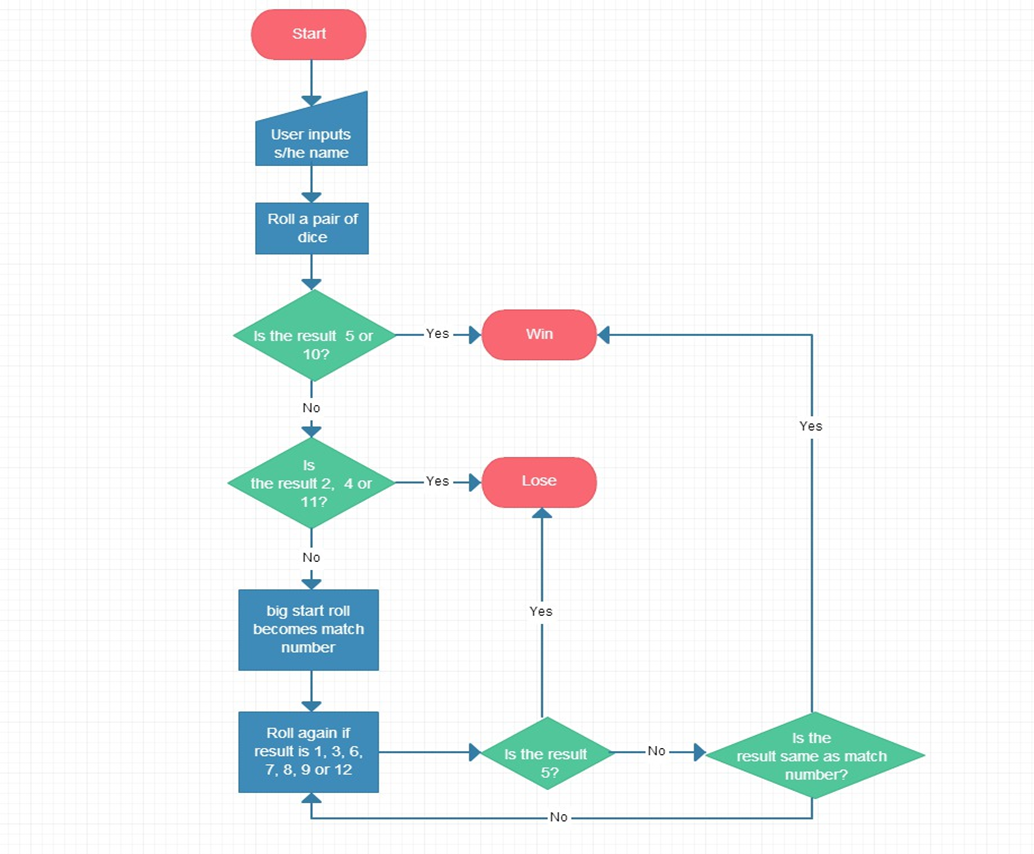 Start
User inputs
s/he name
Roll a pair of
dice
Is the result 5 or
10?
Yes
Win
No
Is
the result 2, 4 or
11?
Yes
Lose
No
big start roll
becomes match
number
Yes
Yes
Roll again if
result is 1, 3, 6,
7, 8, 9 or 12
Is the result
5?
No
Is the
result same as match
number?
No